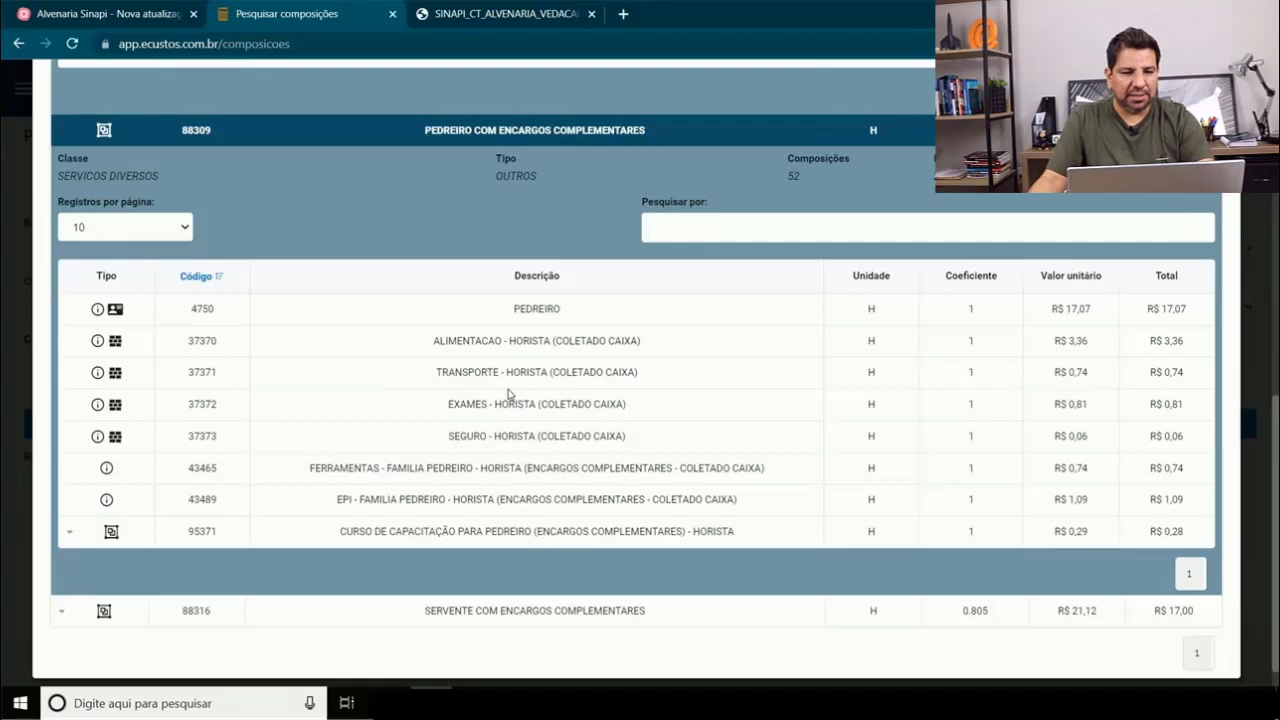 Alvenaria Sinapi - Nova atualizaç
Pesquisar composições
SINAPI_CT_ALVENARIA_VEDACA
app.ecustos.com.br/composicoes
88309 PEDREIRO COM ENCARGOS COMPLEMENTARES H
Classe Tipo Composições
SERVICOS DIVERSOS OUTROS 52
Registros por página: Pesquisar por:
10
Tipo Código Descrição Unidade Coeficiente Valor unitário Total
4750 PEDREIRO H 1 R$ 17,07 R$ 17,07
37370 ALIMENTACAO - HORISTA (COLETADO CAIXA) H 1 R$ 3,36 R$ 3,36
37371 TRANSPORTE - HORISTA (COLETADO CAIXA) H 1 R$ 0,74 R$ 0,74
37372 EXAMES - HORISTA (COLETADO CAIXA) H 1 R$ 0,81 R$ 0,81
37373 SEGURO - HORISTA (COLETADO CAIXA) H 1 R$ 0,06 R$ 0,06
43465 FERRAMENTAS - FAMILIA PEDREIRO - HORISTA (ENCARGOS COMPLEMENTARES - COLETADO CAIXA) H 1 R$ 0,74 R$ 0,74
43489 EPI - FAMILIA PEDREIRO - HORISTA (ENCARGOS COMPLEMENTARES - COLETADO CAIXA) H 1 R$ 1,09 R$ 1,09
95371 CURSO DE CAPACITAÇÃO PARA PEDREIRO (ENCARGOS COMPLEMENTARES) - HORISTA H 1 R$ 0,29 R$ 0,28
1
88316 SERVENTE COM ENCARGOS COMPLEMENTARES H 0.805 R$ 21,12 R$ 17,00
1
Digite aqui para pesquisar